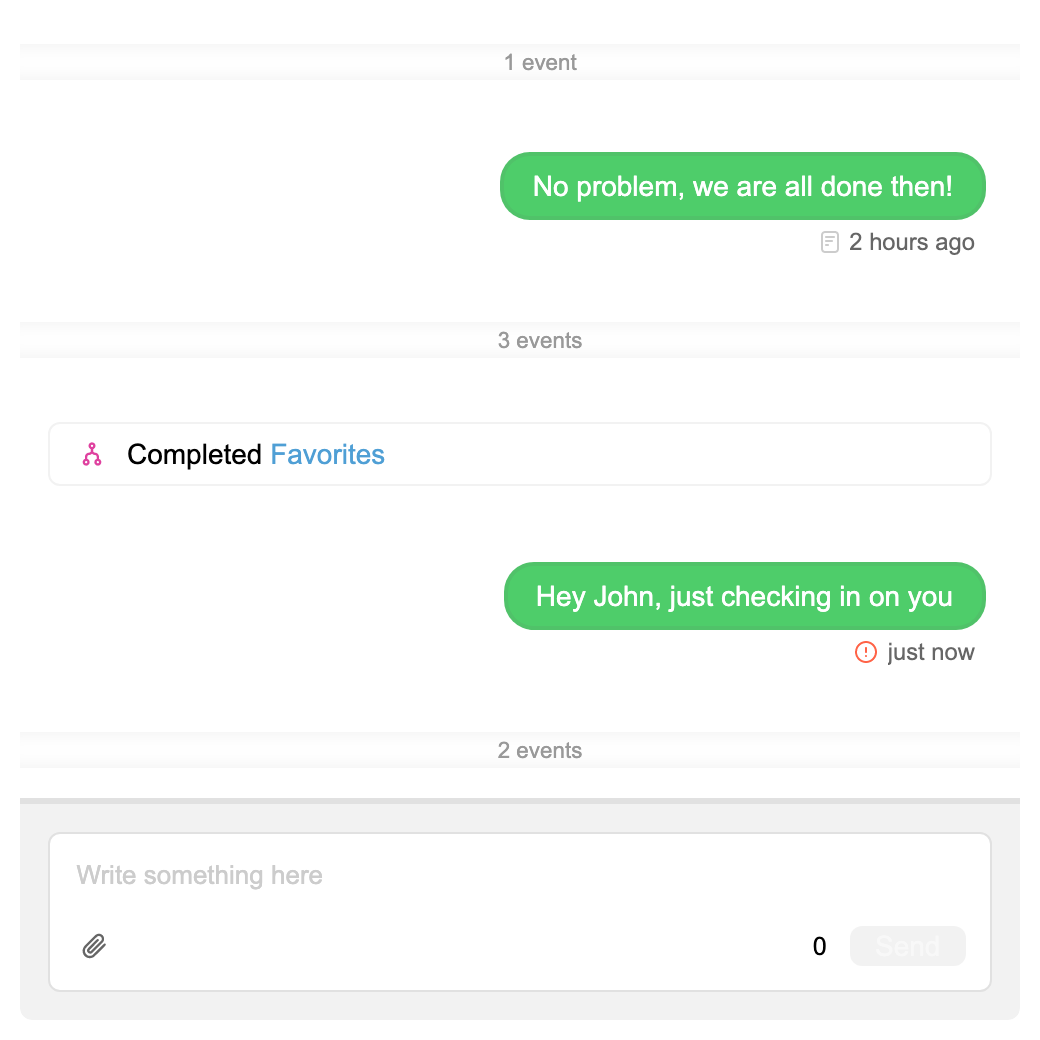 1 event
No problem, we are all done then!
2 hours ago
3 events
Completed Favorites
Hey John, just checking in on you
just now
2 events
Write something here
0 Send